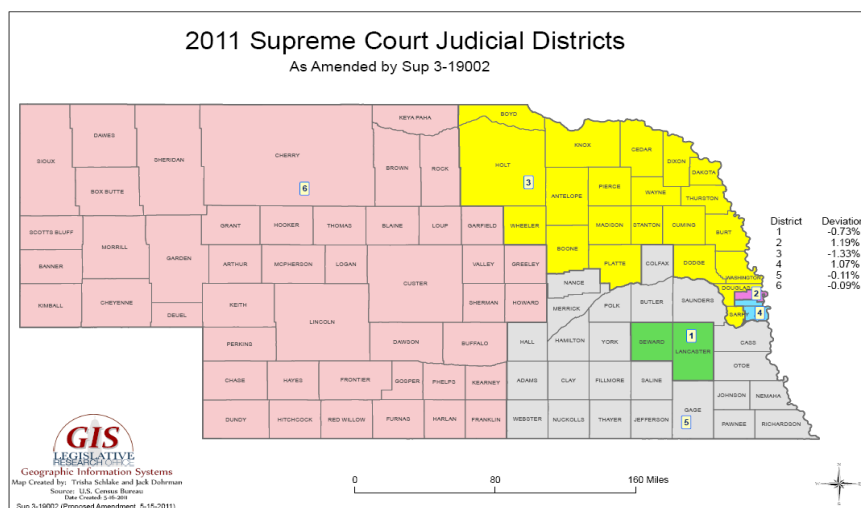 2011 Supreme Court Judicial Districts
As Amended by Sup 3-19002
KEYA PAHA
BOYD
DAWES
SIOUX
SHERIDAN
CHERRY
BROWN
ROCK
HOLT
KNOX
CEDAR
DIXON
DAKOTA
BOX BUTTE
6
3
ANTELOPE
PIERCE
WAYNE
THURSTON
SCOTTS BLUFF
GRANT
HOOKER
THOMAS
BLAINE
LOUP
GARFIELD
WHEELER
MADISON
STANTON
CUMING
BURT
MORRILL
GARDEN
BANNER
ARTHUR
MCPHERSON
LOGAN
CUSTER
VALLEY
GREELEY
BOONE
PLATTE
COLFAX
DODGE
WASHINGTON
KIMBALL
CHEYENNE
DEUEL
KEITH
LINCOLN
SHERMAN
HOWARD
NANCE
MERRICK
POLK
BUTLER
SAUNDERS
DOUGLAS
2
SARPY
4
PERKINS
DAWSON
BUFFALO
HALL
HAMILTON
YORK
SEWARD
1
LANCASTER
CASS
OTOE
CHASE
HAYES
FRONTIER
GOSPER
PHELPS
KEARNEY
ADAMS
CLAY
FILLMORE
SALINE
JOHNSON
NEMAHA
DUNDY
HITCHCOCK
RED WILLOW
FURNAS
HARLAN
FRANKLIN
WEBSTER
NUCKOLLS
THAYER
JEFFERSON
GAGE
5
PAWNEE
RICHARDSON
District Deviation
1 -0.73%
2 1.19%
3 -1.33%
4 1.07%
5 -0.11%
6 -0.09%
GIS
LEGISLATIVE
RESEARCH OFFICE
Geographic Information Systems
Map Created by: Trisha Schlake and Jack Dohrman
Source: U.S. Census Bureau
Date Created: 5-16-2011
Sup 3-19002 (Proposed Amendment, 5-15-2011)
0 80 160 Miles